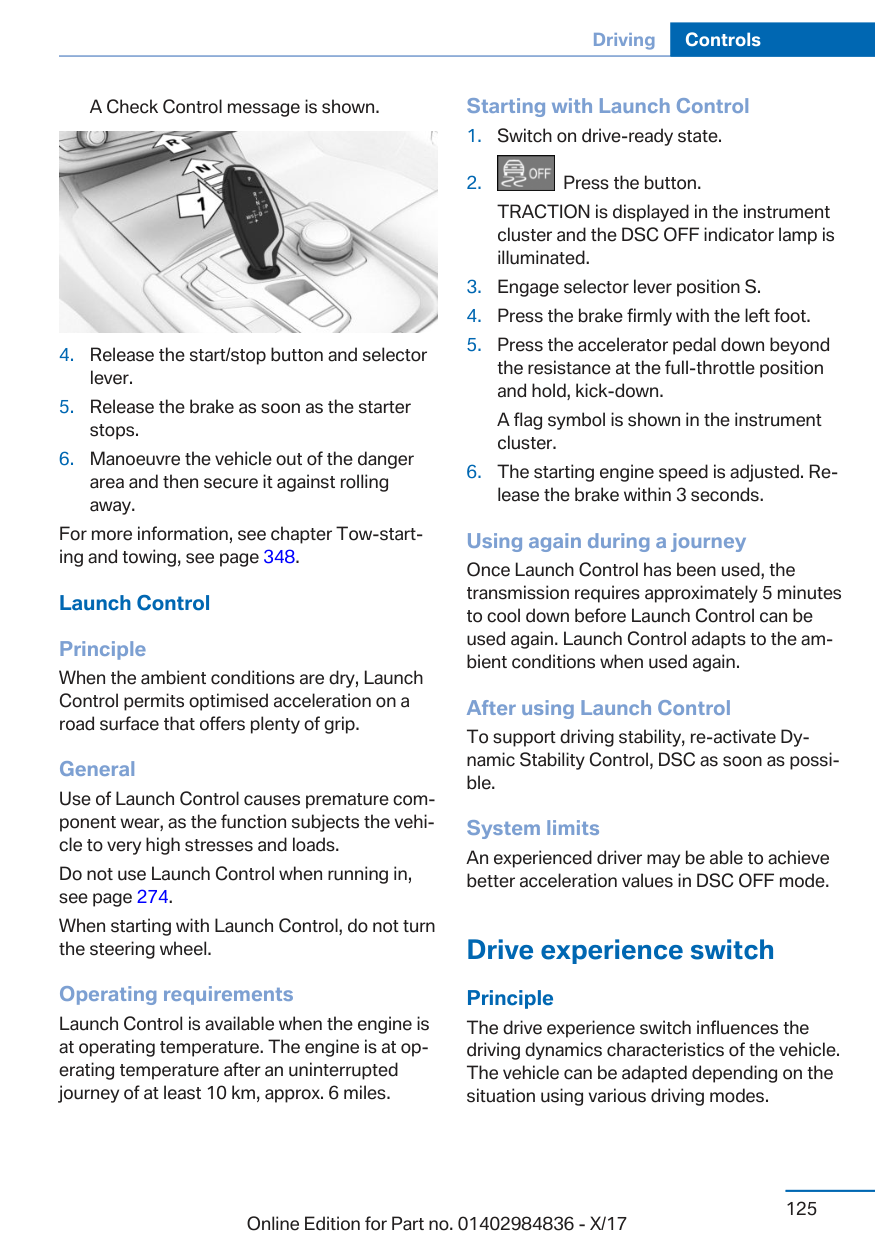 Driving Controls
A Check Control message is shown.
R
N
1
4. Release the start/stop button and selector
lever.
5. Release the brake as soon as the starter
stops.
6. Manoeuvre the vehicle out of the danger
area and then secure it against rolling
away.
For more information, see chapter Tow-start-
ing and towing, see page 348.
Launch Control
Principle
When the ambient conditions are dry, Launch
Control permits optimised acceleration on a
road surface that offers plenty of grip.
General
Use of Launch Control causes premature com-
ponent wear, as the function subjects the vehi-
cle to very high stresses and loads.
Do not use Launch Control when running in,
see page 274.
When starting with Launch Control, do not turn
the steering wheel.
Operating requirements
Launch Control is available when the engine is
at operating temperature. The engine is at op-
erating temperature after an uninterrupted
journey of at least 10 km, approx. 6 miles.
Starting with Launch Control
1. Switch on drive-ready state.
2. OFF Press the button.
TRACTION is displayed in the instrument
cluster and the DSC OFF indicator lamp is
illuminated.
3. Engage selector lever position S.
4. Press the brake firmly with the left foot.
5. Press the accelerator pedal down beyond
the resistance at the full-throttle position
and hold, kick-down.
A flag symbol is shown in the instrument
cluster.
6. The starting engine speed is adjusted. Re-
lease the brake within 3 seconds.
Using again during a journey
Once Launch Control has been used, the
transmission requires approximately 5 minutes
to cool down before Launch Control can be
used again. Launch Control adapts to the am-
bient conditions when used again.
After using Launch Control
To support driving stability, re-activate Dy-
namic Stability Control, DSC as soon as possi-
ble.
System limits
An experienced driver may be able to achieve
better acceleration values in DSC OFF mode.
Drive experience switch
Principle
The drive experience switch influences the
driving dynamics characteristics of the vehicle.
The vehicle can be adapted depending on the
situation using various driving modes.
125
Online Edition for Part no. 01402984836 - X/17